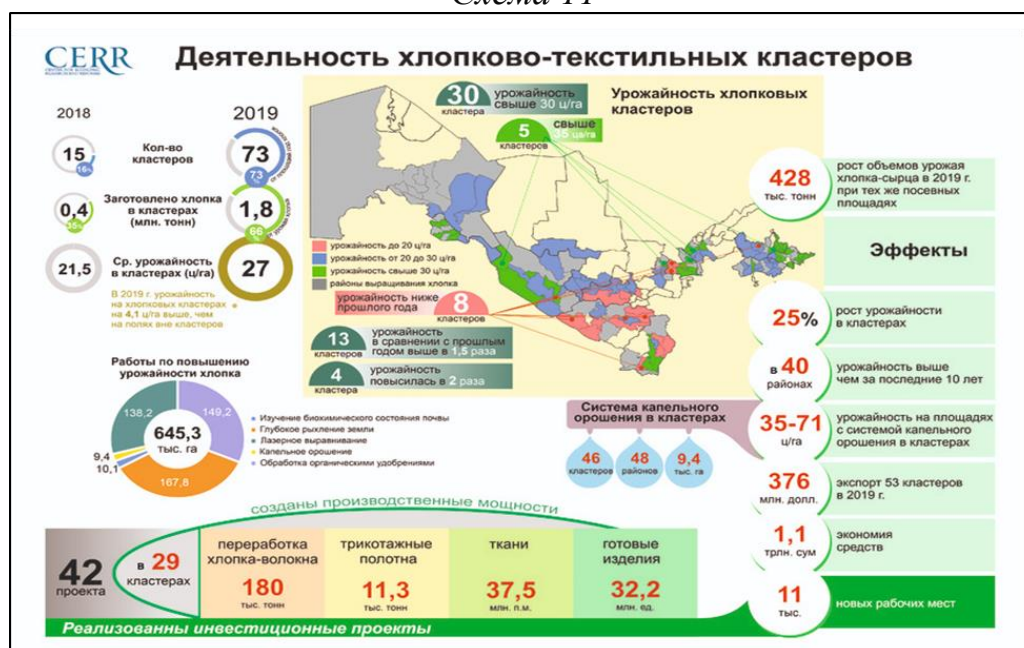 Схема 11
CERR
Деятельность хлопково-текстильных кластеров
2018
2019
15
16%
Кол-во
кластеров
73
73
%
0,4
35%
Заготовлено хлопка
в кластерах
(млн. тонн)
1,8
66
%
21,5
Ср. урожайность
в кластерах (ц/га)
27
В 2019 г. урожайность
на хлопковых кластерах
на 4,1 ц/га выше, чем
на полях вне кластеров
Работы по повышению
урожайности хлопка
138,2
149,2
645,3
тыс. га
9,4
10,1
167,8
Изучение биохимического состояния почвы
Глубокое рыхление земли
Лазерное выравнивание
Капельное орошение
Обработка органическими удобрениями
30
кластера
урожайность
свыше 30 ц/га
5
кластеров
свыше
35 ц/га
Урожайность хлопковых
кластеров
урожайность до 20 ц/га
урожайность от 20 до 30 ц/га
урожайность свыше 30 ц/га
районы выращивания хлопка
урожайность ниже
прошлого года
8
кластеров
13
кластеров
урожайность
в сравнении с прошлым
годом выше в 1,5 раза
4
кластера
урожайность
повысилась в 2 раза
Система капельного
орошения в кластерах
46
кластеров
48
районов
9,4
тыс. га
428
тыс. тонн
рост объемов урожая
хлопка-сырца в 2019 г.
при тех же посевных
площадях
Эффекты
25%
рост урожайности
в кластерах
в 40
районах
урожайность выше
чем за последние 10 лет
35-71
ц/га
урожайность на площадях
с системой капельного
орошения в кластерах
376
млн. долл.
экспорт 53 кластеров
в 2019 г.
1,1
трлн. сум
экономия
средств
11
тыс.
новых рабочих мест
созданы производственные мощности
42
проекта
в 29
кластерах
переработка
хлопка-волокна
180
тыс. тонн
трикотажные
полотна
11,3
тыс. тонн
ткани
37,5
млн. п.м.
готовые
изделия
32,2
млн. ед.
Реализованны инвестиционные проекты